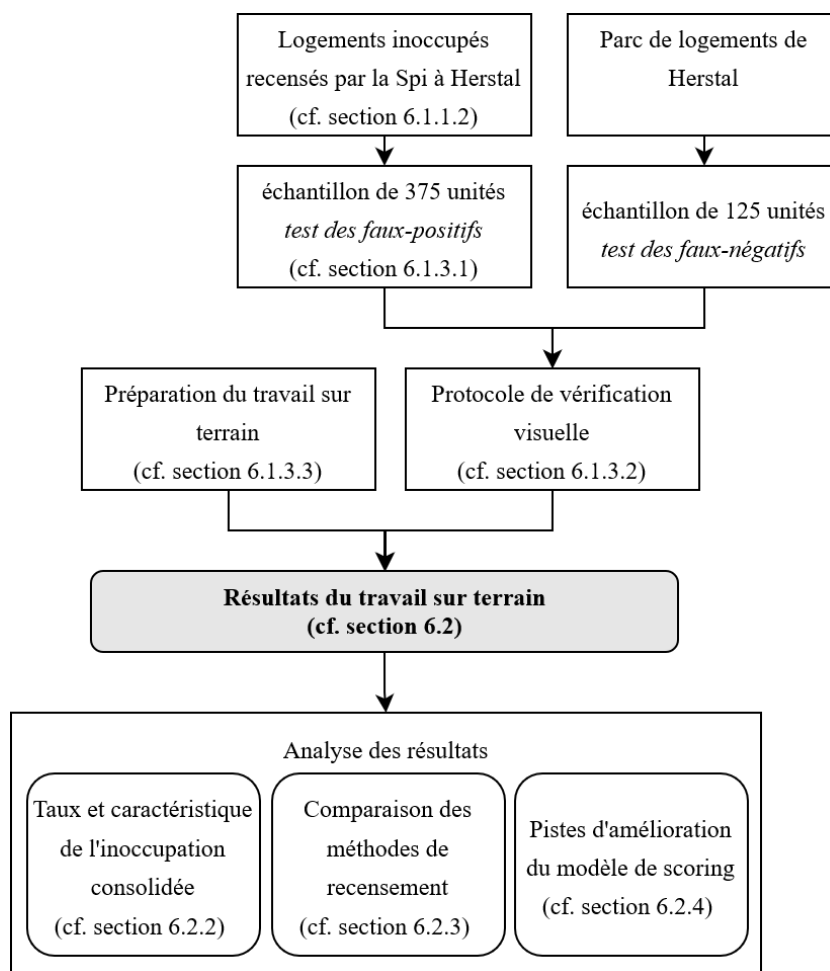 Logements inoccupés
recensés par la Spi à Herstal
(cf. section 6.1.1.2)
Parc de logements de
Herstal
échantillon de 375 unités
test des faux-positifs
(cf. section 6.1.3.1)
échantillon de 125 unités
test des faux-négatifs
Préparation du travail sur
terrain
(cf. section 6.1.3.3)
Protocole de vérification
visuelle
(cf. section 6.1.3.2)
Résultats du travail sur terrain
(cf. section 6.2)
Analyse des résultats
Taux et caractéristique
de l'inoccupation
consolidée
(cf. section 6.2.2)
Comparaison des
méthodes de
recensement
(cf. section 6.2.3)
Pistes d'amélioration
du modèle de scoring
(cf. section 6.2.4)